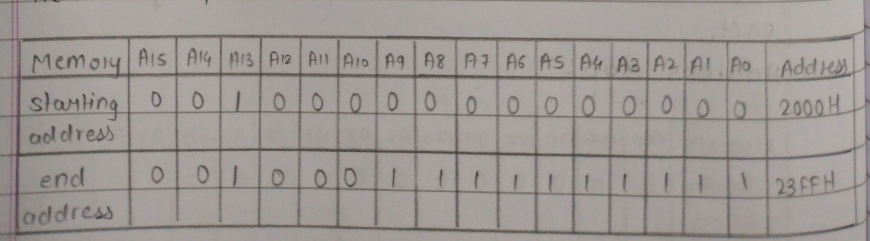 Memory A15 A14 A13 A12 A11 A10 A9 A8 A7 A6 A5 A4 A3 A2 A1 A0 Address
starting 0 0 1 0 0 0 0 0 0 0 0 0 0 0 0 0 2000H
address
end 0 0 1 0 0 0 1 1 1 1 1 1 1 1 1 1 23FFH
address